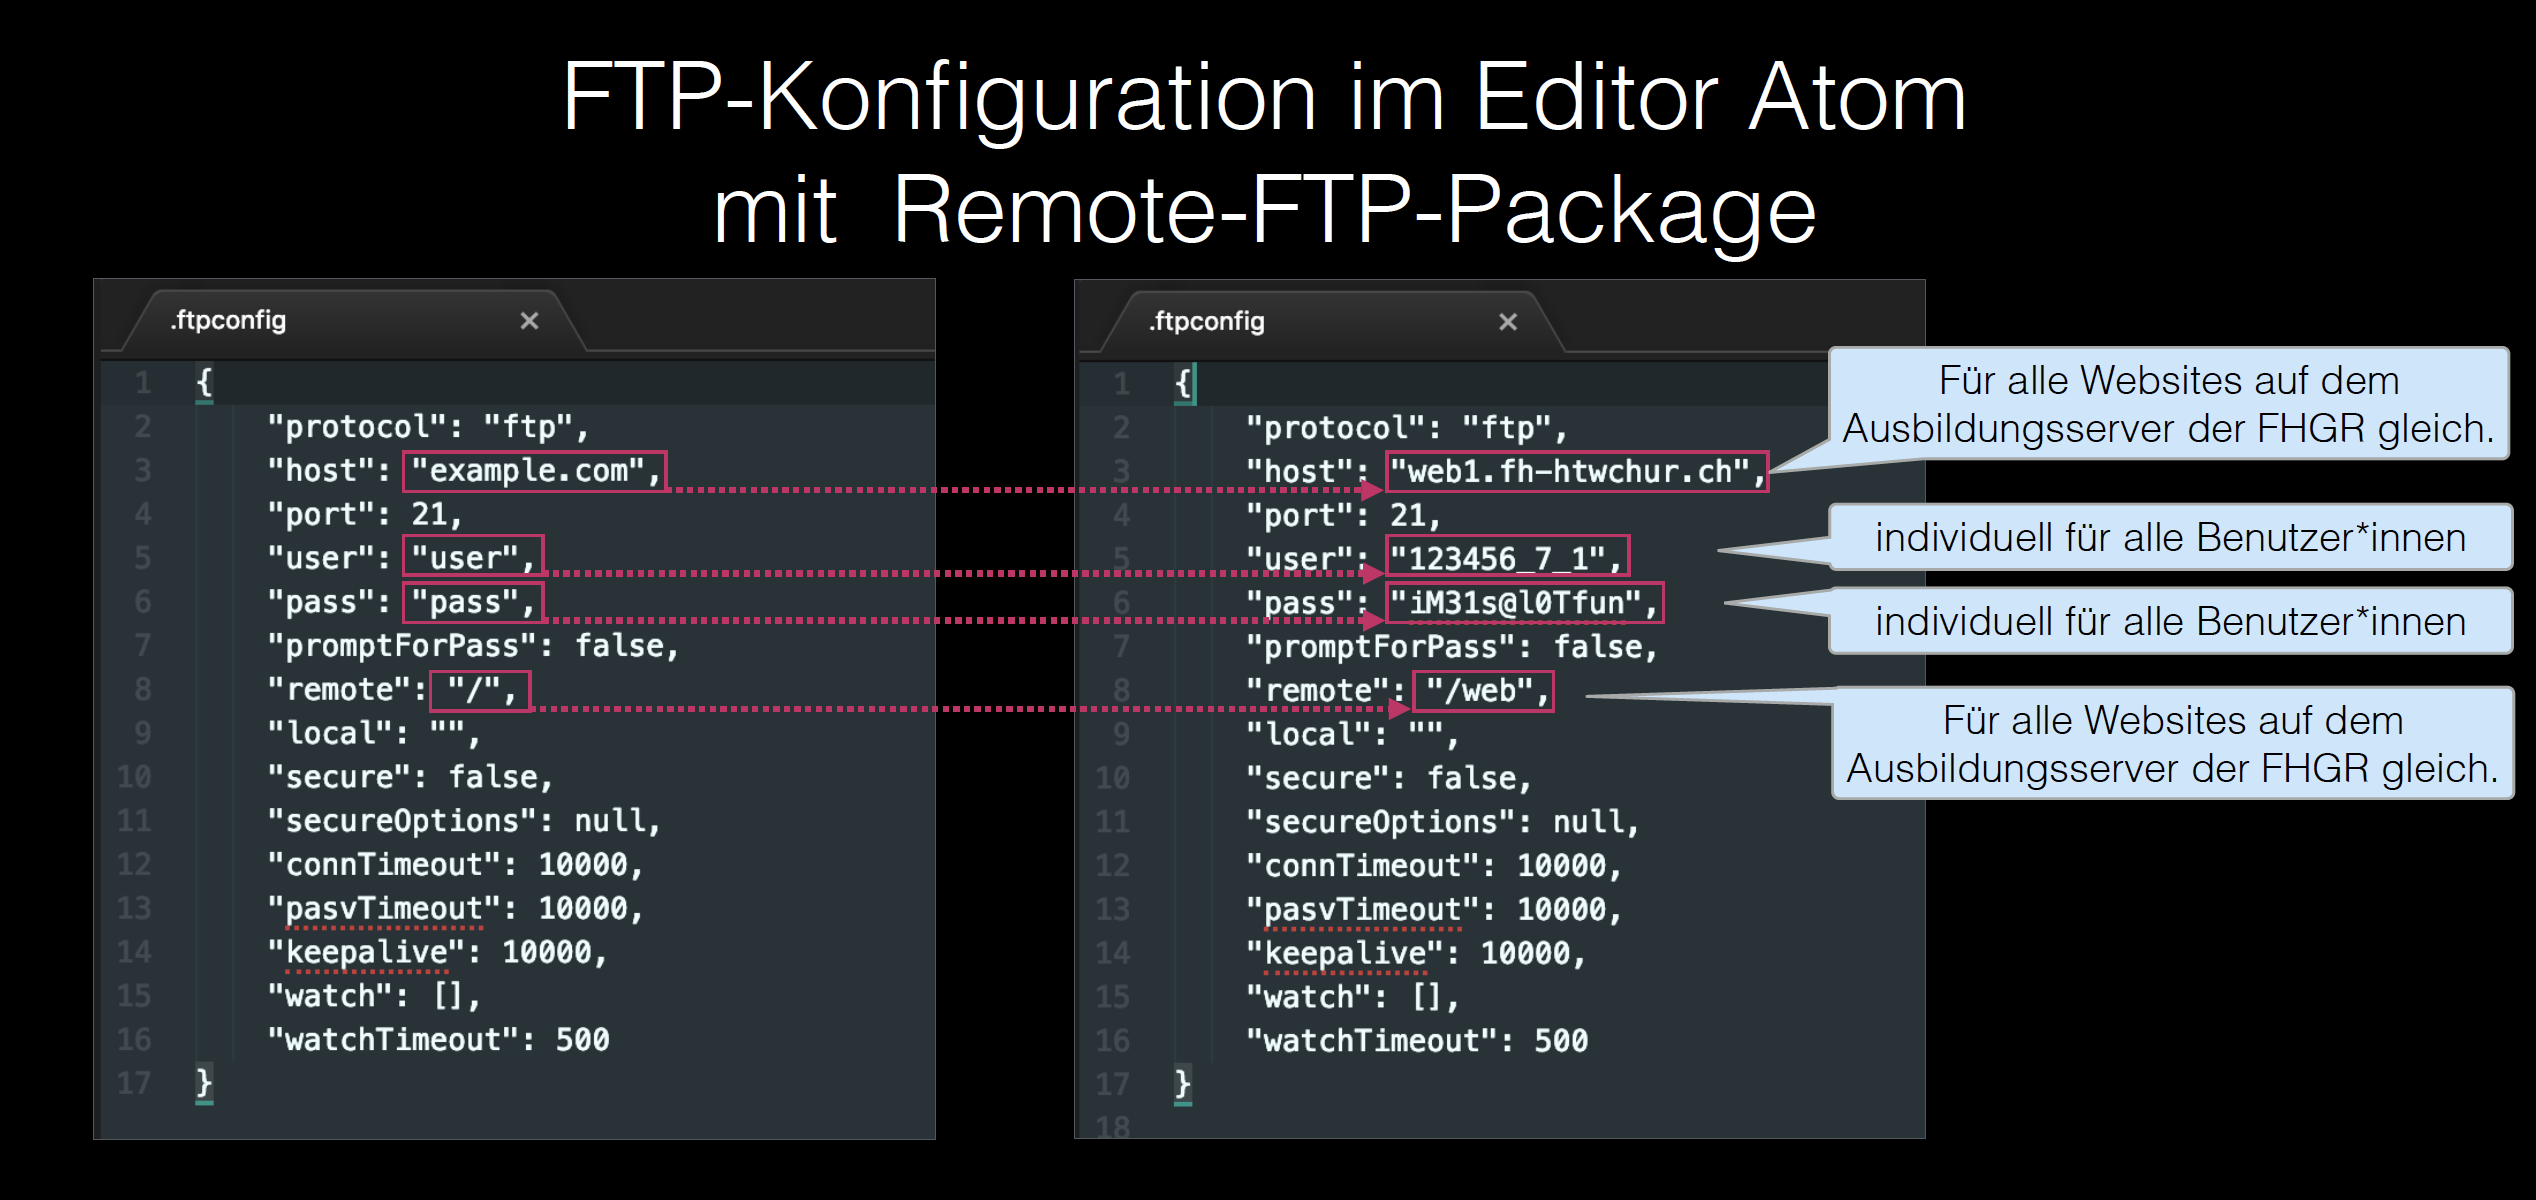 FTP-Konfiguration im Editor Atom
mit Remote-FTP-Package
.ftpconfig ×
1 {
2 "protocol": "ftp",
3 "host": "example.com",
4 "port": 21,
5 "user": "user",
6 "pass": "pass",
7 "promptForPass": false,
8 "remote": "/",
9 "local": "",
10 "secure": false,
11 "secureOptions": null,
12 "connTimeout": 10000,
13 "pasvTimeout": 10000,
14 "keepalive": 10000,
15 "watch": [],
16 "watchTimeout": 500
17 }
.ftpconfig ×
1 {
2 "protocol": "ftp",
3 "host": "web1.fh-htwchur.ch",
4 "port": 21,
5 "user": "123456_7_1",
6 "pass": "iM31s@l0Tfun",
7 "promptForPass": false,
8 "remote": "/web",
9 "local": "",
10 "secure": false,
11 "secureOptions": null,
12 "connTimeout": 10000,
13 "pasvTimeout": 10000,
14 "keepalive": 10000,
15 "watch": [],
16 "watchTimeout": 500
17 }
18
Für alle Websites auf dem
Ausbildungsserver der FHGR gleich.
individuell für alle Benutzer*innen
individuell für alle Benutzer*innen
Für alle Websites auf dem
Ausbildungsserver der FHGR gleich.